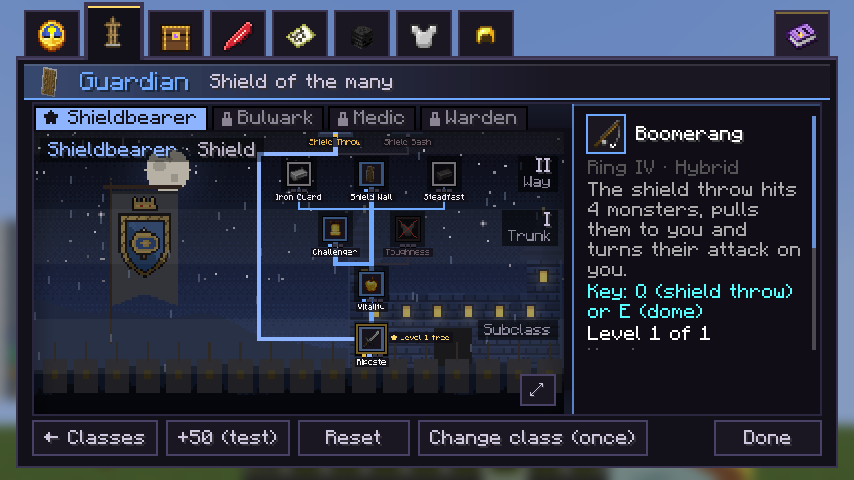 Guardian Shield of the many
Shieldbearer
Bulwark
Medic
Warden
Shieldbearer · Shield
Shield Throw
Shield Bash
II
Way
Iron Guard
Shield Wall
Steadfast
I
Trunk
Challenger
Toughness
Vitality
Subclass
Level 1 free
Boomerang
Ring IV · Hybrid
The shield throw hits
4 monsters, pulls
them to you and
turns their attack on
you.
Key: Q (shield throw)
or E (dome)
Level 1 of 1
← Classes
+50 (test)
Reset
Change class (once)
Done